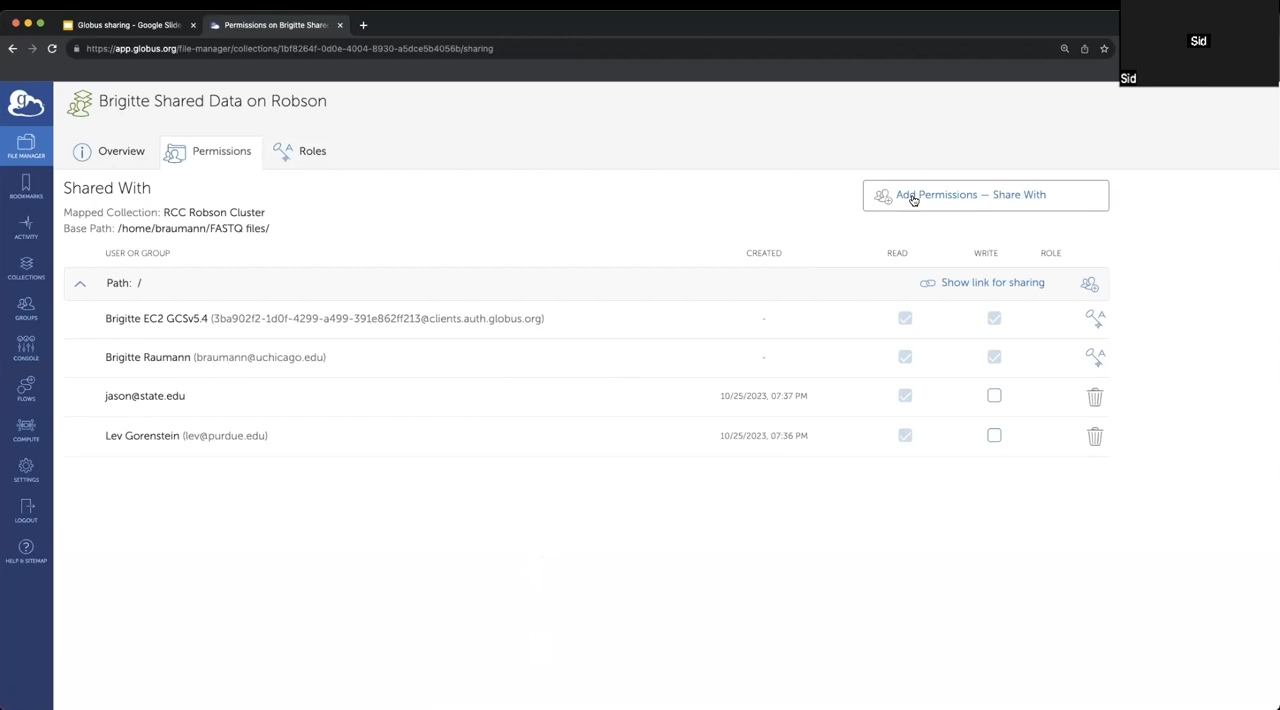 Globus sharing - Google Slide
Permissions on Brigitte Share
https://app.globus.org/file-manager/collections/1bf8264f-0d0e-4004-8930-a5dce5b4056b/sharing
Sid
Sid
FILE MANAGER
BOOKMARKS
ACTIVITY
COLLECTIONS
GROUPS
CONSOLE
FLOWS
COMPUTE
SETTINGS
LOGOUT
HELP & SITEMAP
Brigitte Shared Data on Robson
Overview
Permissions
Roles
Shared With
Add Permissions — Share With
Mapped Collection: RCC Robson Cluster
Base Path: /home/braumann/FASTQ files/
USER OR GROUP CREATED READ WRITE ROLE
Path: / Show link for sharing
Brigitte EC2 GCSv5.4 (3ba902f2-1d0f-4299-a499-391e862ff213@clients.auth.globus.org) -
Brigitte Raumann (braumann@uchicago.edu) -
jason@state.edu 10/25/2023, 07:37 PM
Lev Gorenstein (lev@purdue.edu) 10/25/2023, 07:36 PM